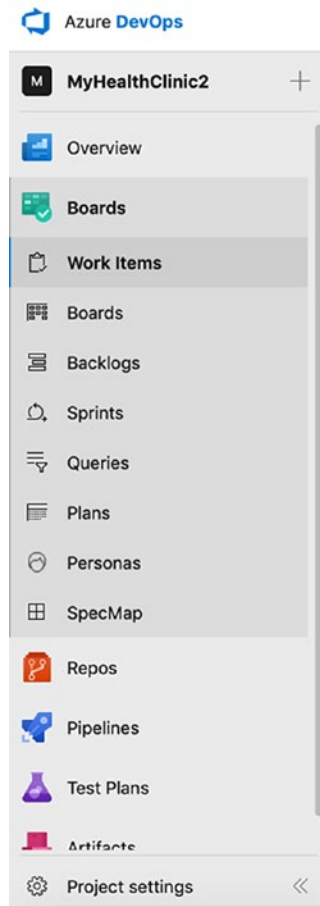 Azure DevOps
M MyHealthClinic2
Overview
Boards
Work Items
Boards
Backlogs
Sprints
Queries
Plans
Personas
SpecMap
Repos
Pipelines
Test Plans
Artifacts
Project settings